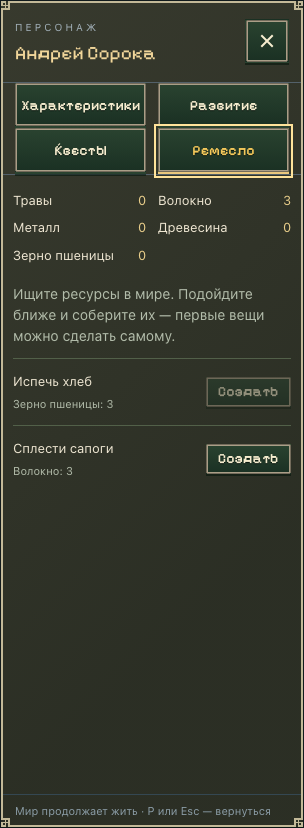 ПЕРСОНАЖ
Андрей Сорока
×
Характеристики Развитие
Квесты Ремесло
Травы 0 Волокно 3
Металл 0 Древесина 0
Зерно пшеницы 0
Ищите ресурсы в мире. Подойдите
ближе и соберите их — первые вещи
можно сделать самому.
Испечь хлеб
Создать
Зерно пшеницы: 3
Сплести сапоги
Создать
Волокно: 3
Мир продолжает жить · P или Esc — вернуться